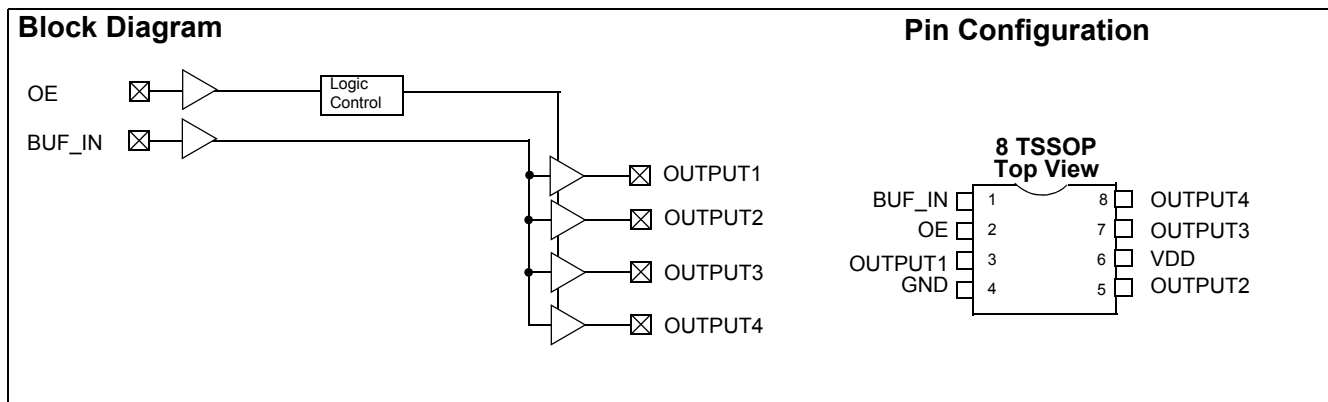 Block Diagram
OE
Logic
Control
BUF_IN
OUTPUT1
OUTPUT2
OUTPUT3
OUTPUT4
Pin Configuration
8 TSSOP
Top View
BUF_IN 1 8 OUTPUT4
OE 2 7 OUTPUT3
OUTPUT1 3 6 VDD
GND 4 5 OUTPUT2